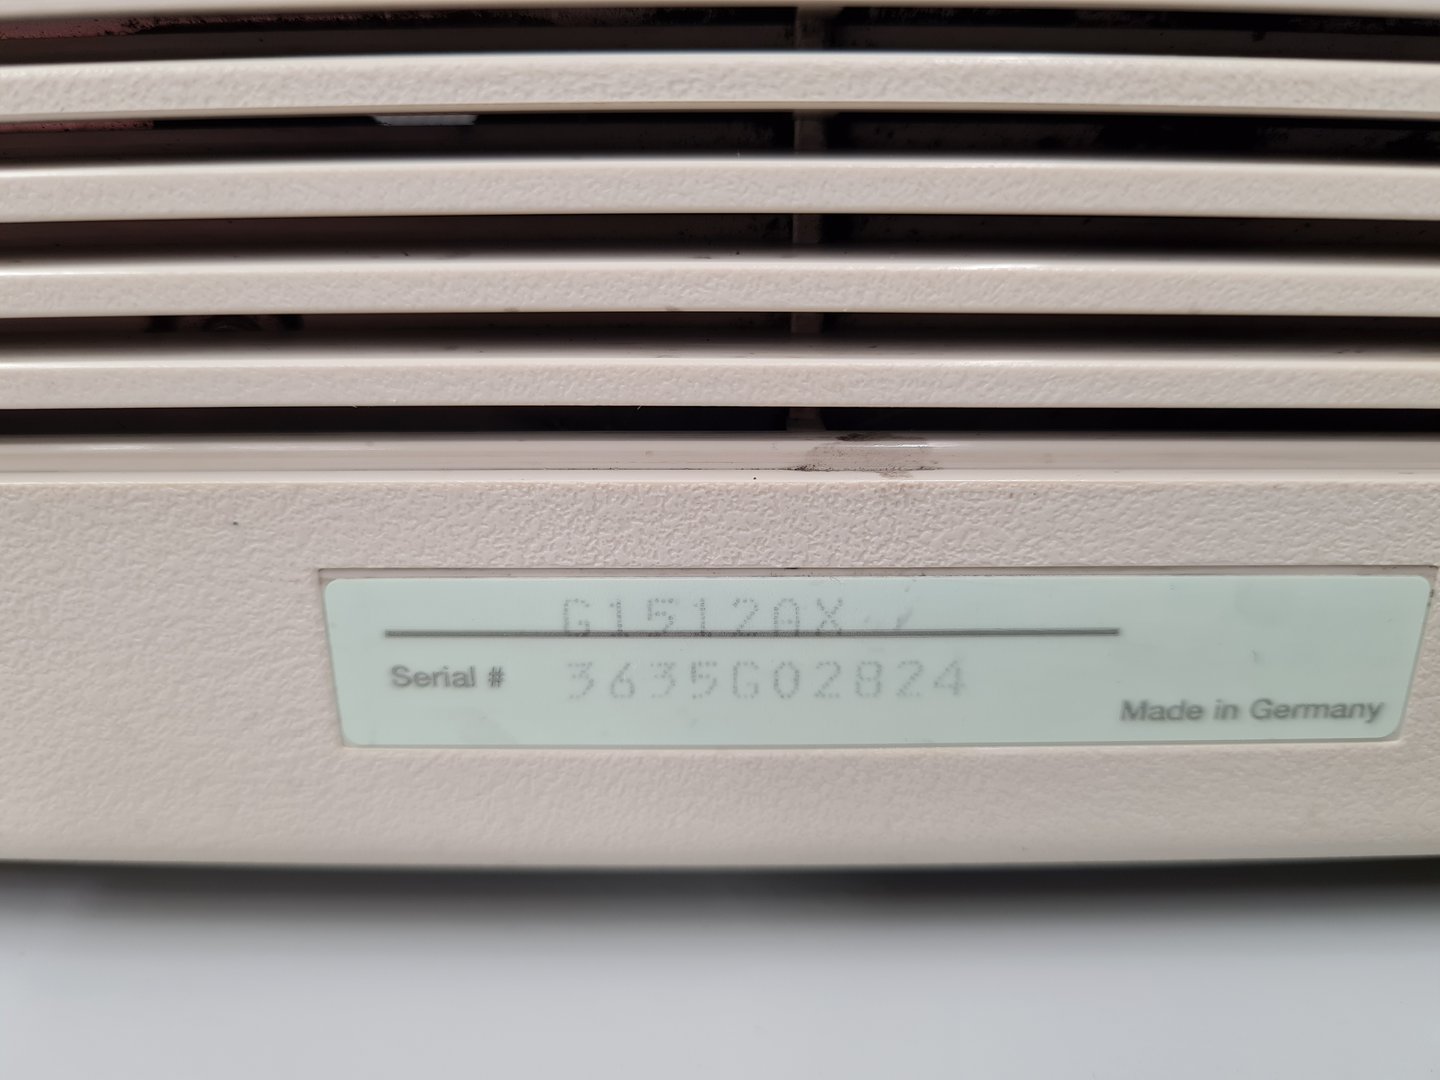 G1512AX
Serial # 3635G02824
Made in Germany